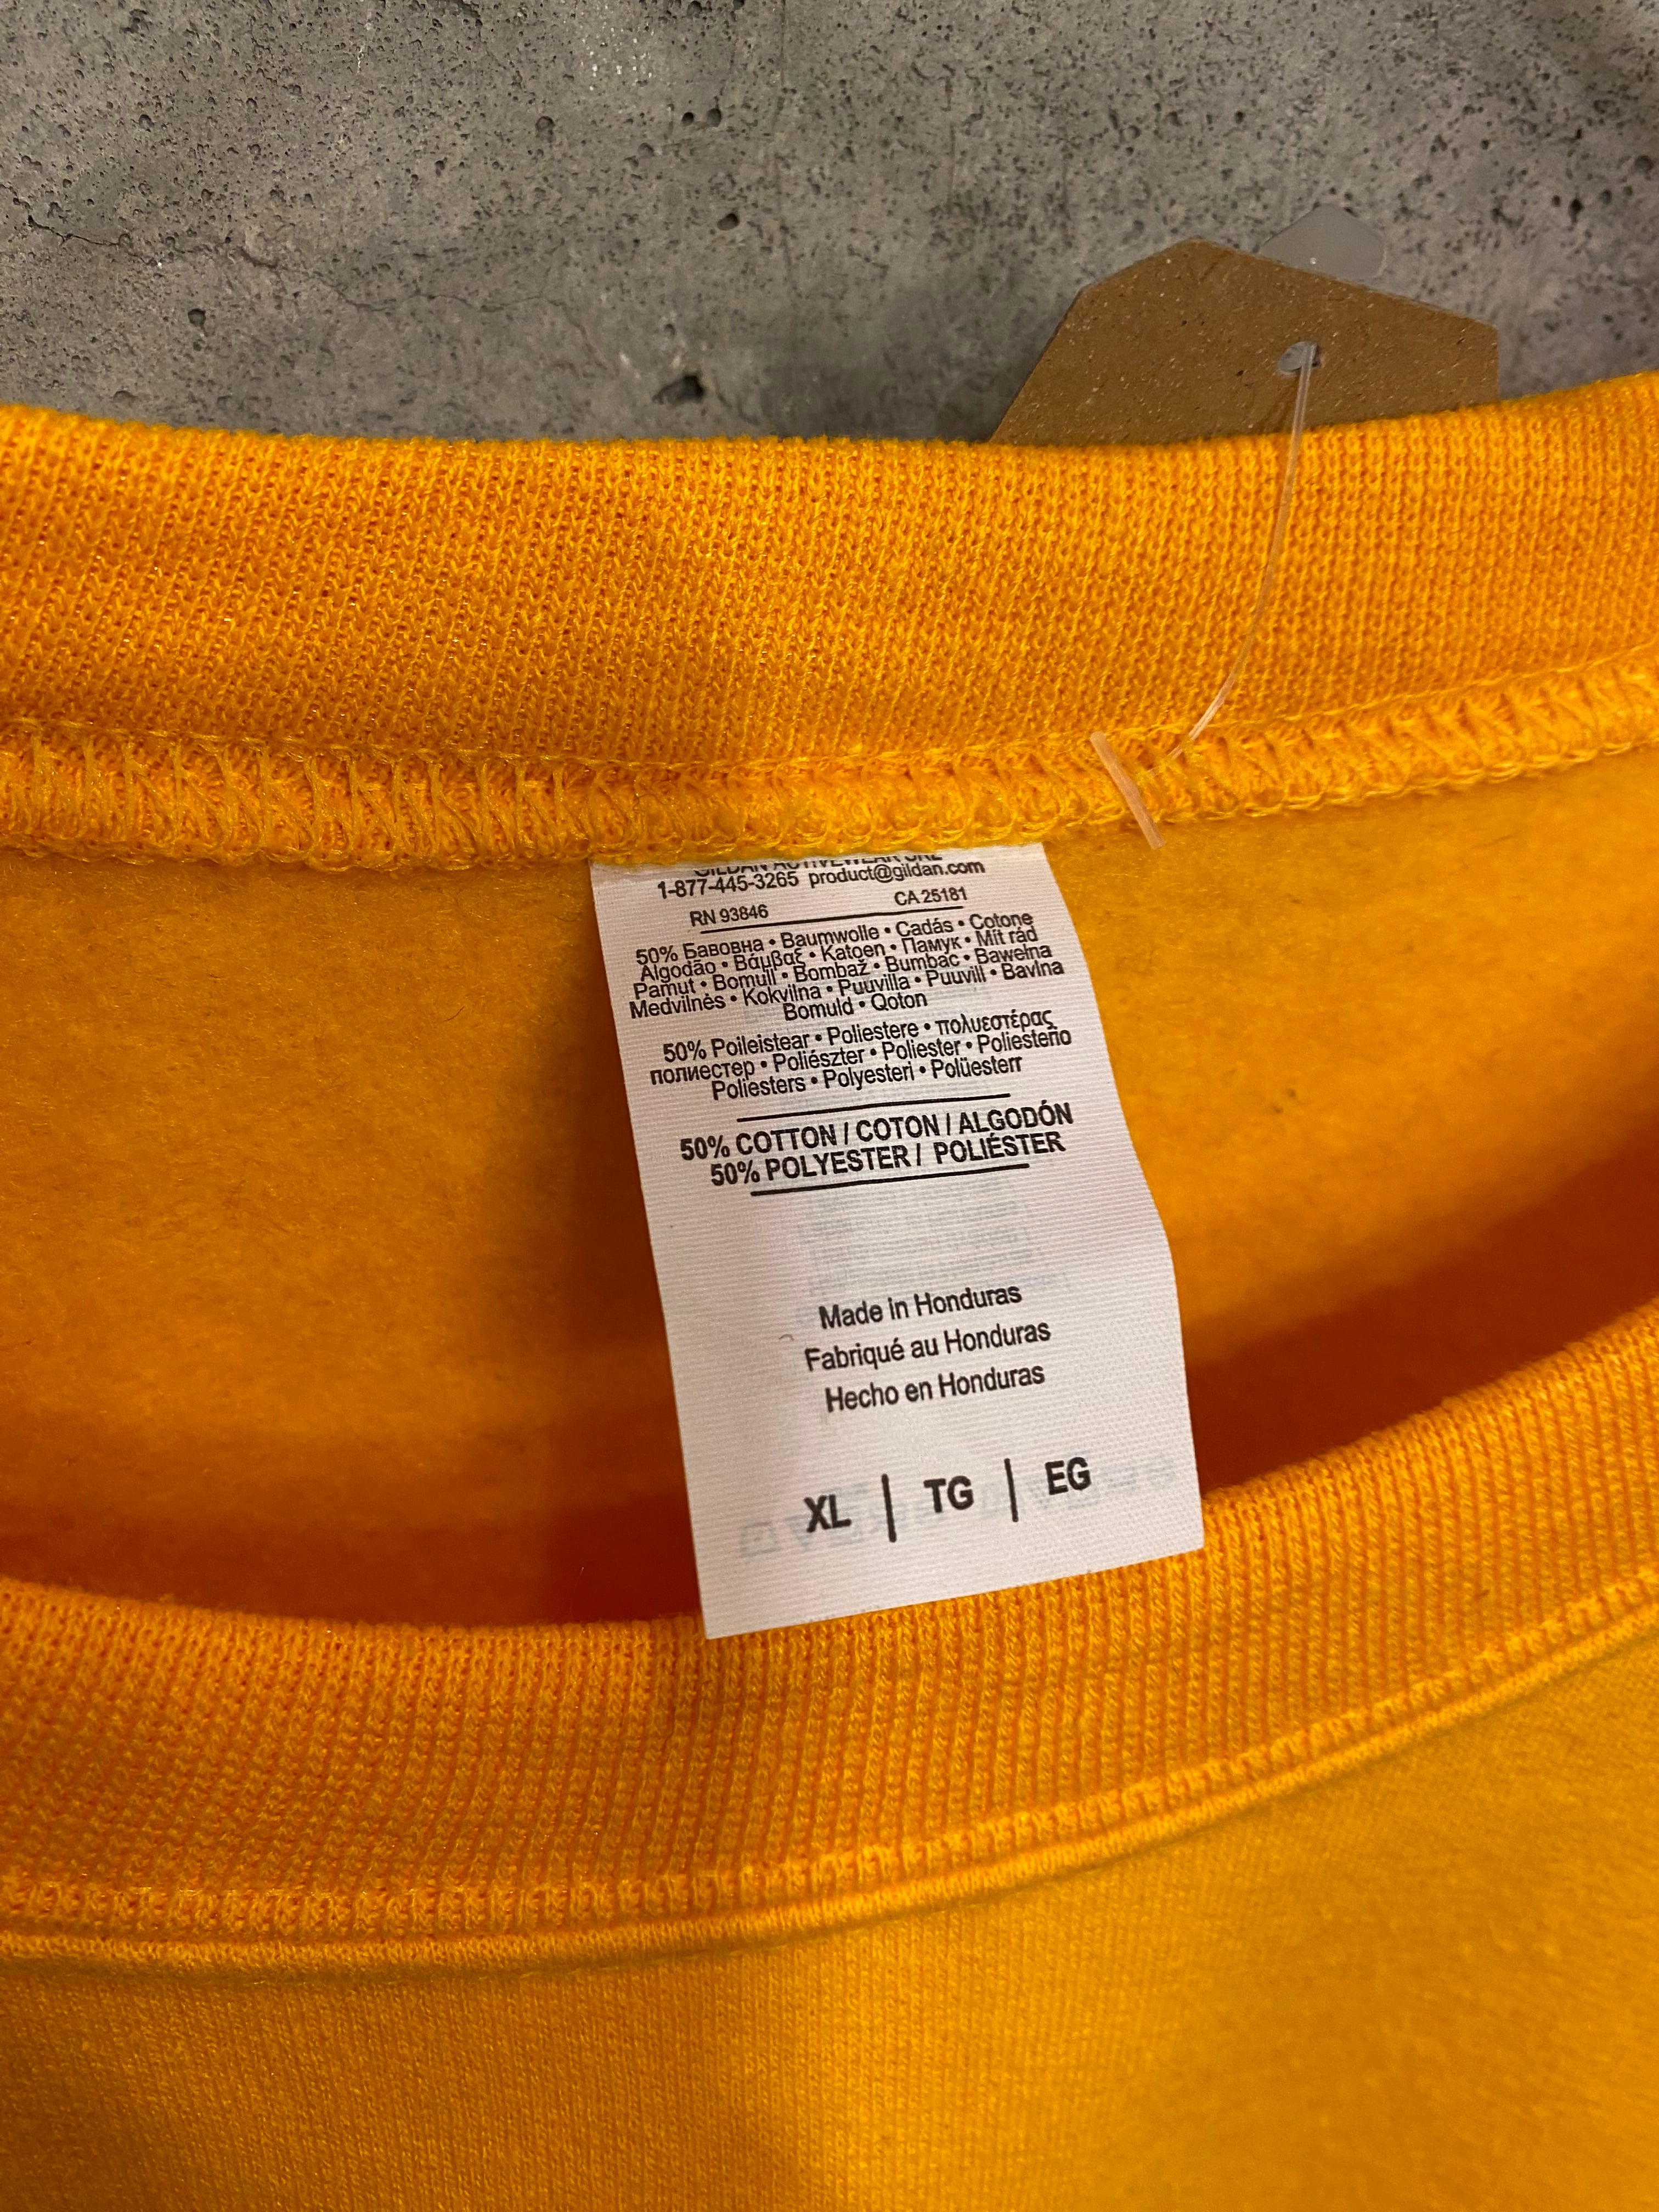 GILDAN ACTIVEWEAR SRL
1-877-445-3265 product@gildan.com
RN 93846 CA 25181
50% Бавовна • Baumwolle • Cadás • Cotone
Algodão • Βάμβαξ • Katoen • Памук • Mit rád
Pamut • Bomull • Bombaž • Bumbac • Bawełna
Medvilnės • Kokvilna • Puuvilla • Puuvill • Bavlna
Bomuld • Qoton
50% Poileistear • Poliestere • πολυεστέρας
полиестер • Poliészter • Poliester • Poliesteño
Poliesters • Polyesteri • Polüesterr
50% COTTON / COTON / ALGODÓN
50% POLYESTER / POLIÉSTER
Made in Honduras
Fabriqué au Honduras
Hecho en Honduras
XL | TG | EG